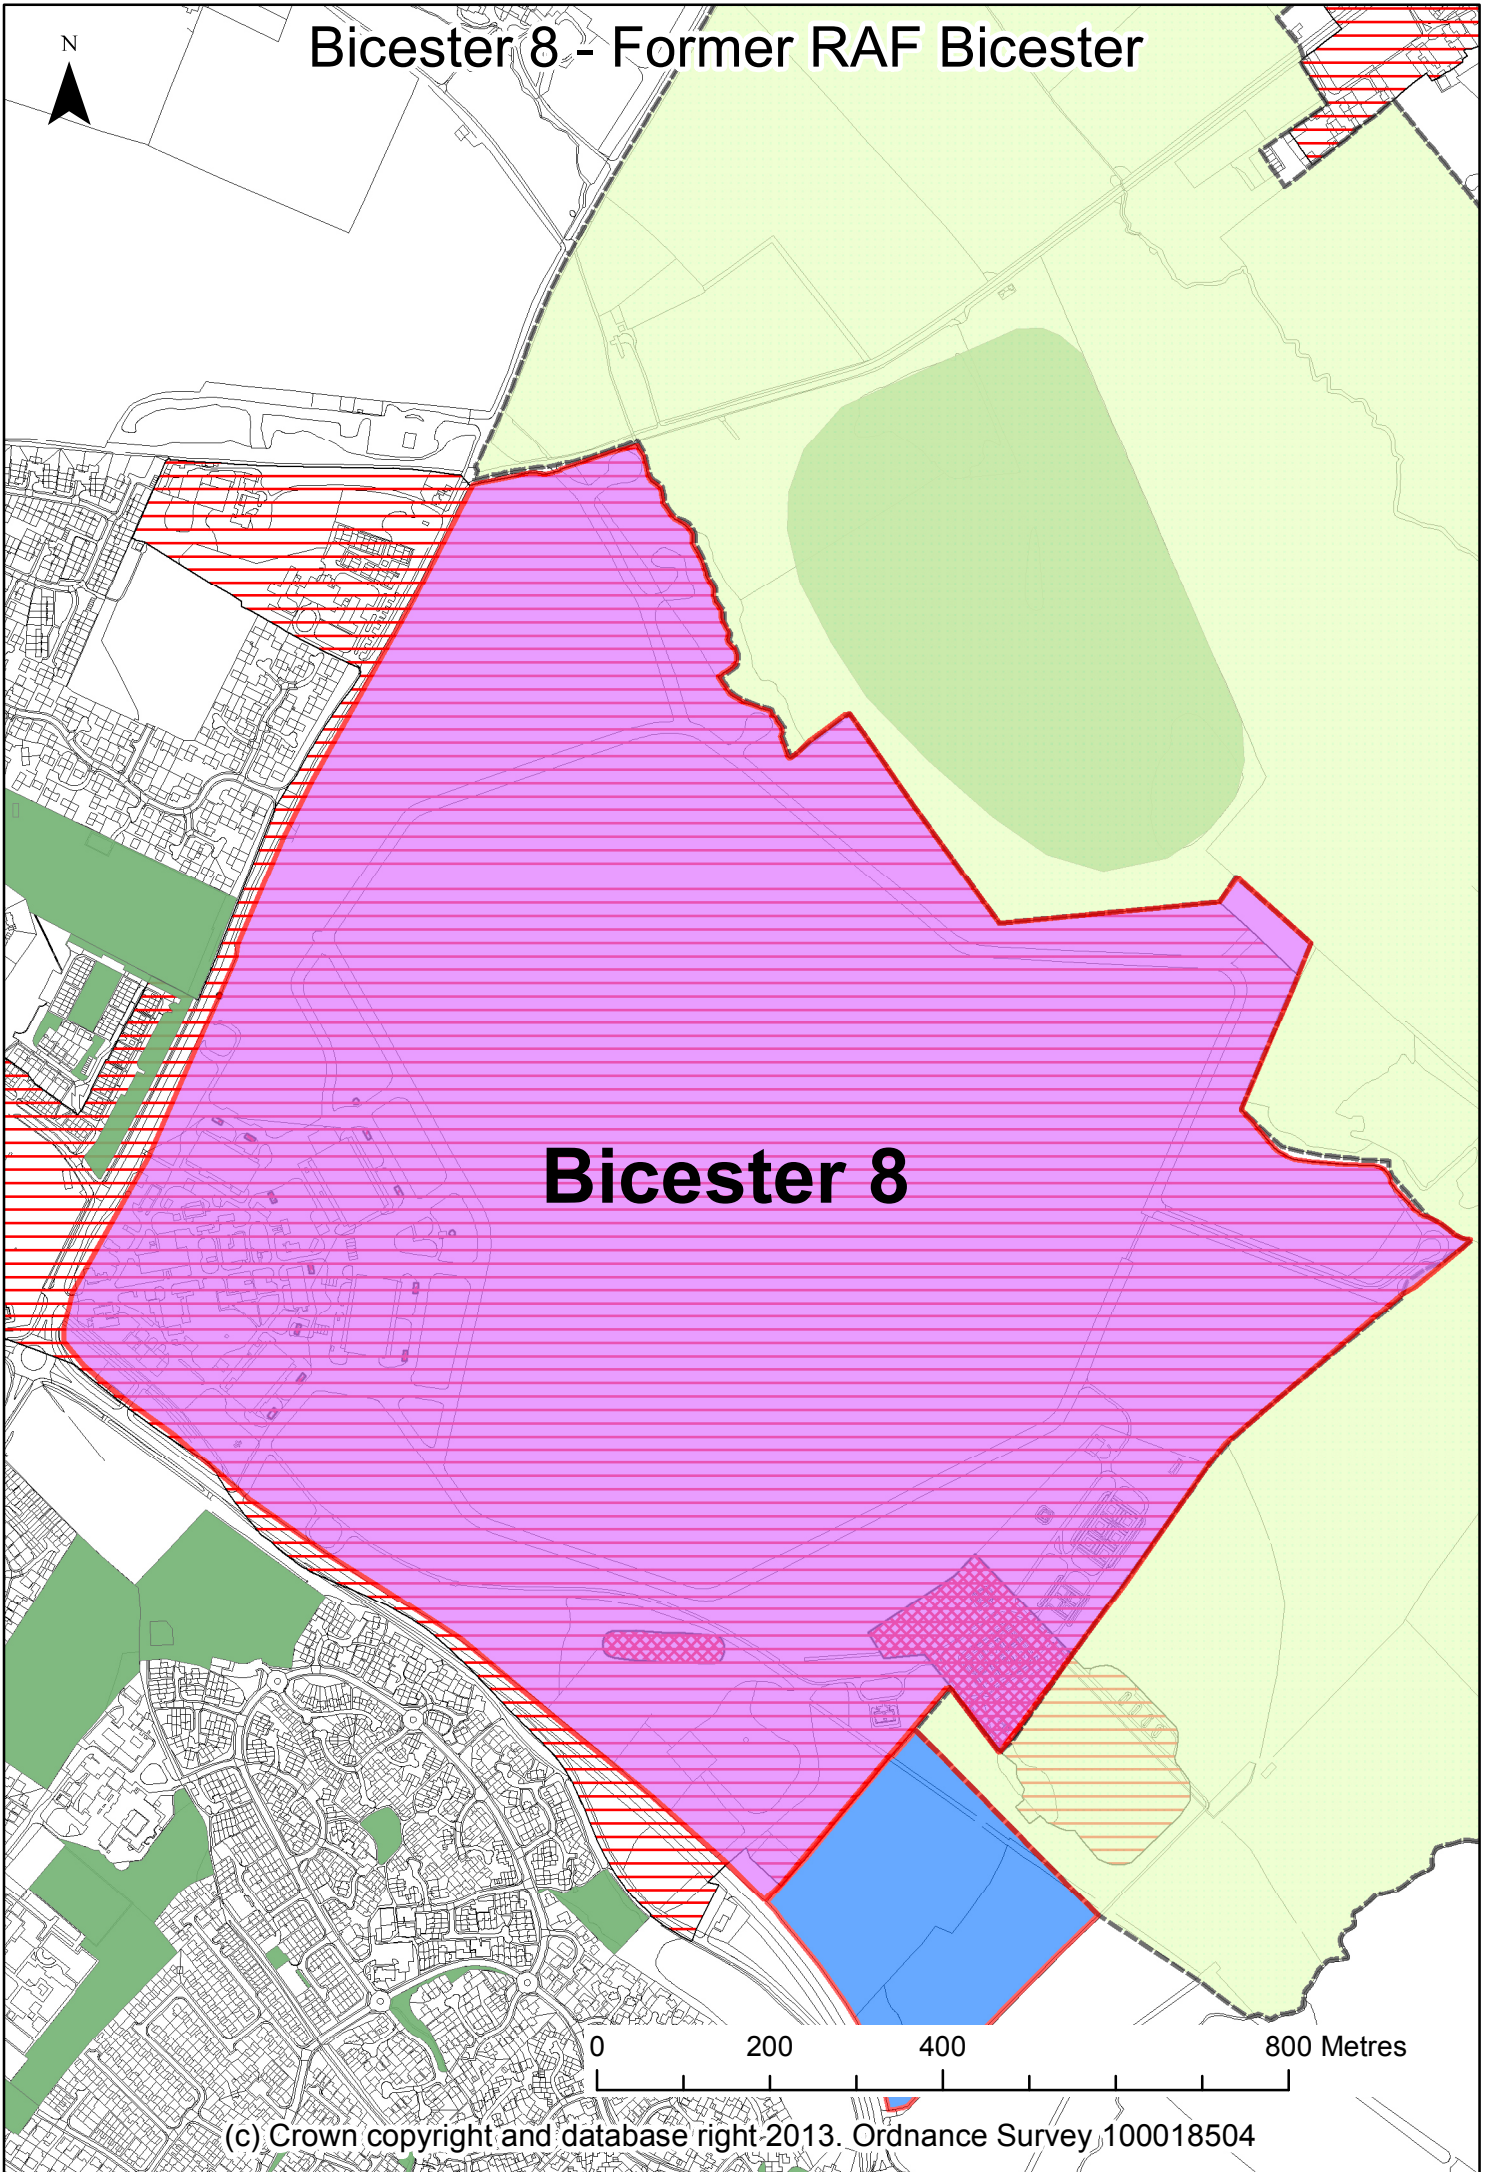 Bicester 8 - Former RAF Bicester
N
Bicester 8
0 200 400 800 Metres
(c) Crown copyright and database right 2013. Ordnance Survey 100018504